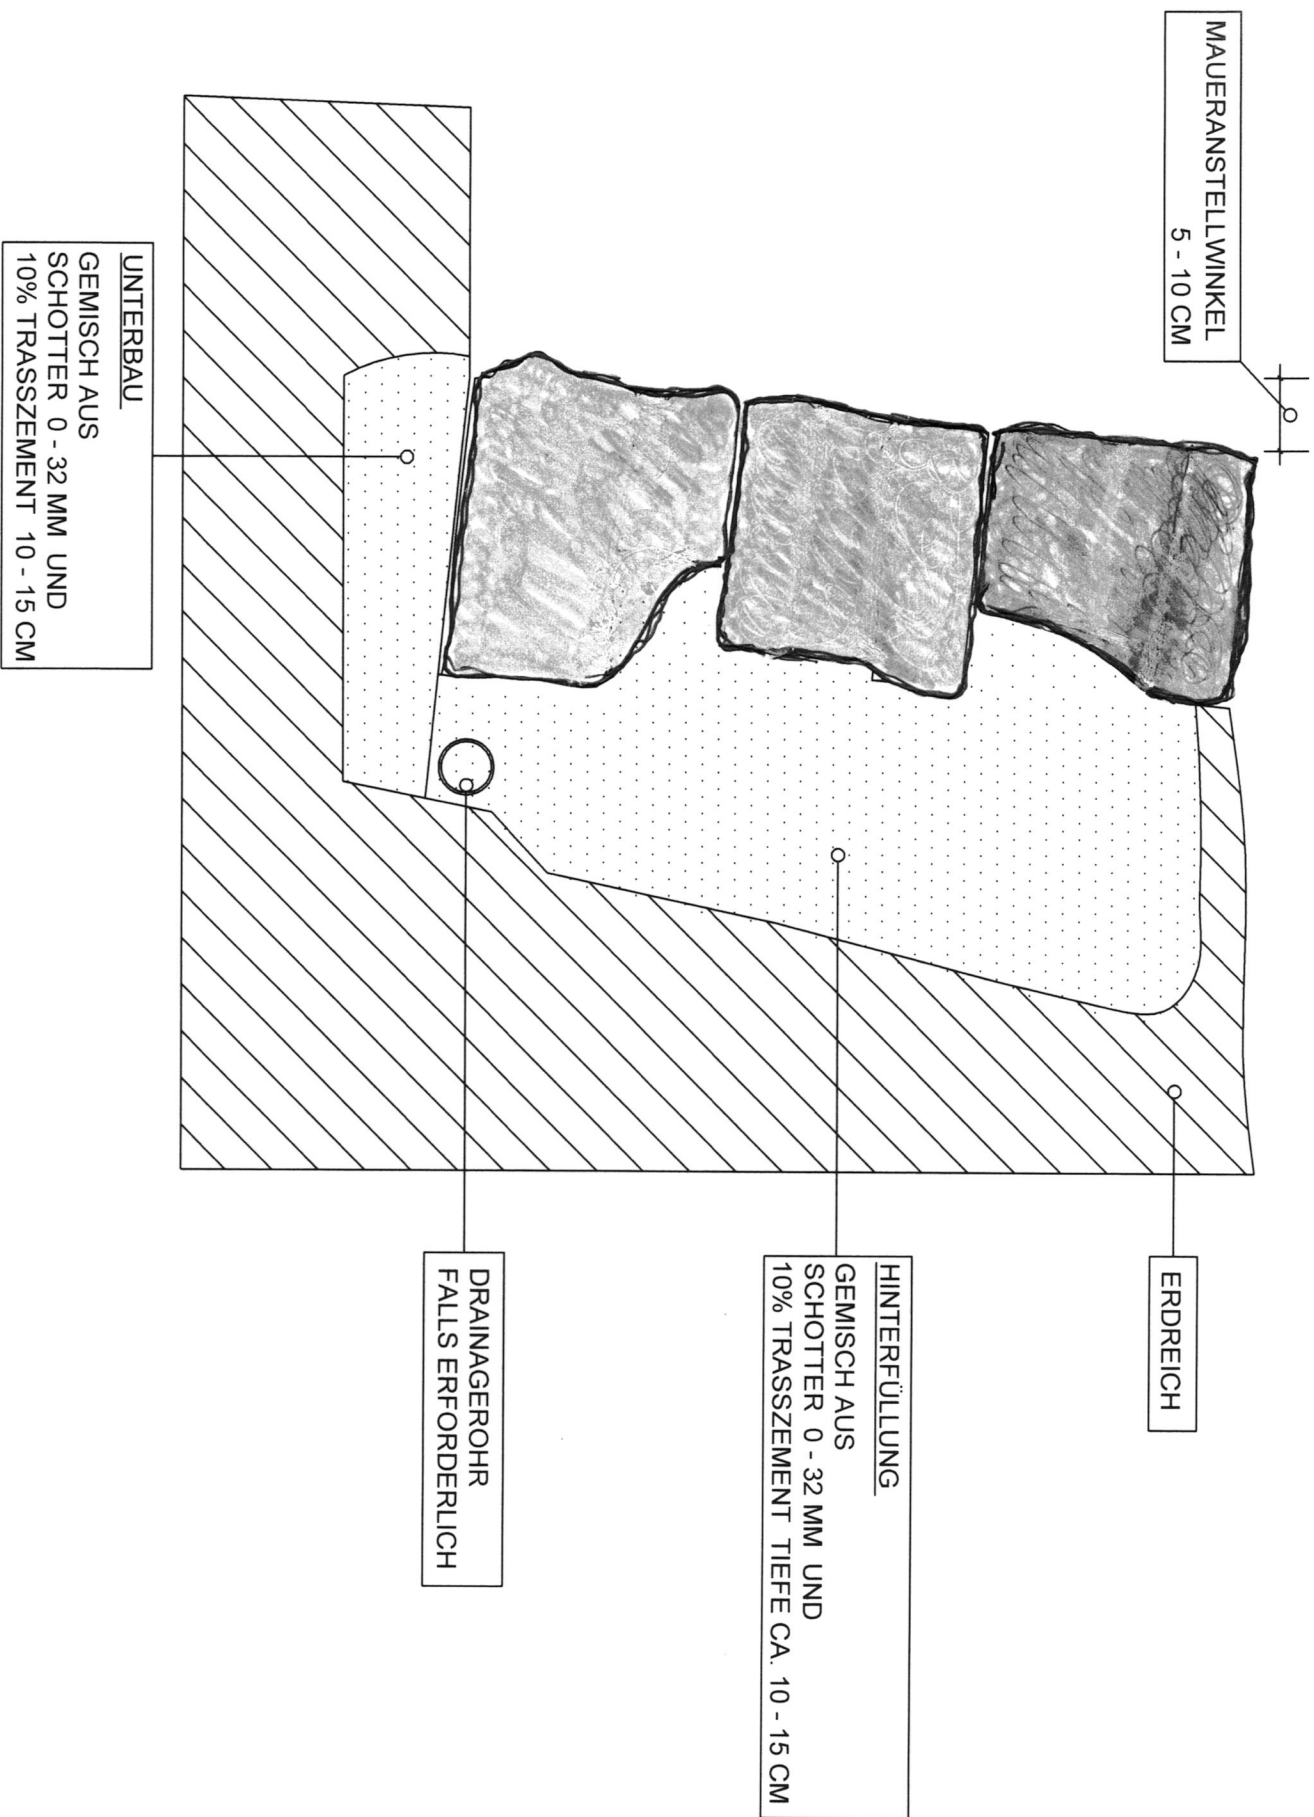 MAUERANSTELLWINKEL
5 - 10 CM
ERDREICH
HINTERFÜLLUNG
GEMISCH AUS
SCHOTTER 0 - 32 MM UND
10% TRASSZEMENT TIEFE CA. 10 - 15 CM
DRAINAGEROHR
FALLS ERFORDERLICH
UNTERBAU
GEMISCH AUS
SCHOTTER 0 - 32 MM UND
10% TRASSZEMENT 10 - 15 CM